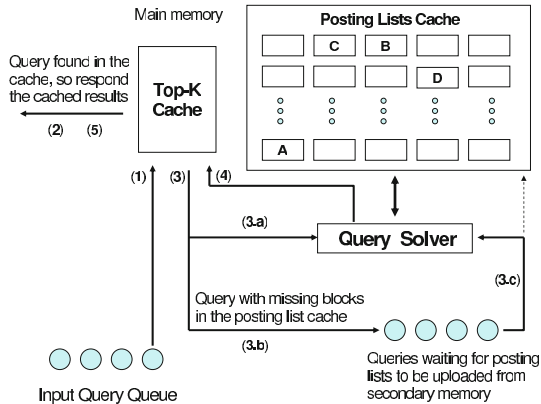 Main memory
Posting Lists Cache
C
B
D
A
Query found in the
cache, so respond
the cached results
(2)
(5)
Top-K
Cache
(1)
(3)
(4)
(3.a)
Query Solver
(3.c)
Query with missing blocks
in the posting list cache
(3.b)
Input Query Queue
Queries waiting for posting
lists to be uploaded from
secondary memory